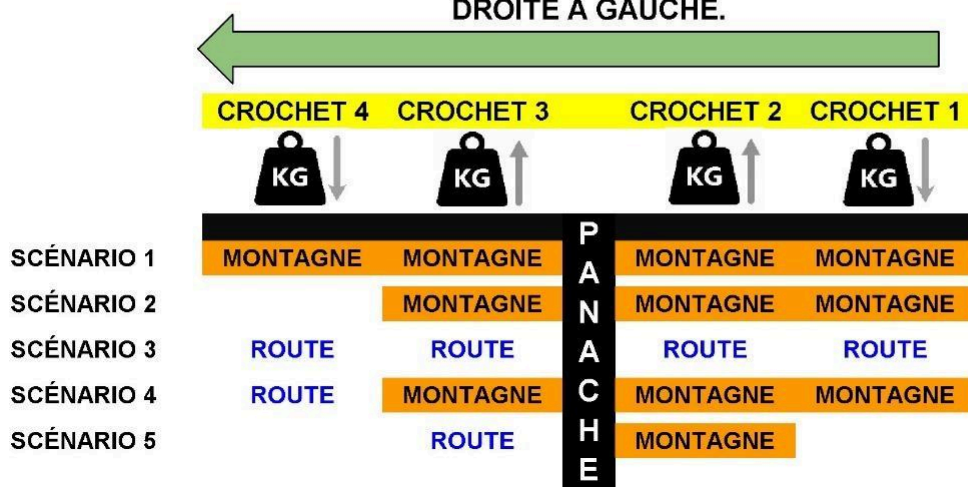 DROITE À GAUCHE.
CROCHET 4 CROCHET 3 CROCHET 2 CROCHET 1
KG KG KG KG
PANACHE
SCÉNARIO 1 MONTAGNE MONTAGNE MONTAGNE MONTAGNE
SCÉNARIO 2 MONTAGNE MONTAGNE MONTAGNE
SCÉNARIO 3 ROUTE ROUTE ROUTE ROUTE
SCÉNARIO 4 ROUTE MONTAGNE MONTAGNE MONTAGNE
SCÉNARIO 5 ROUTE MONTAGNE